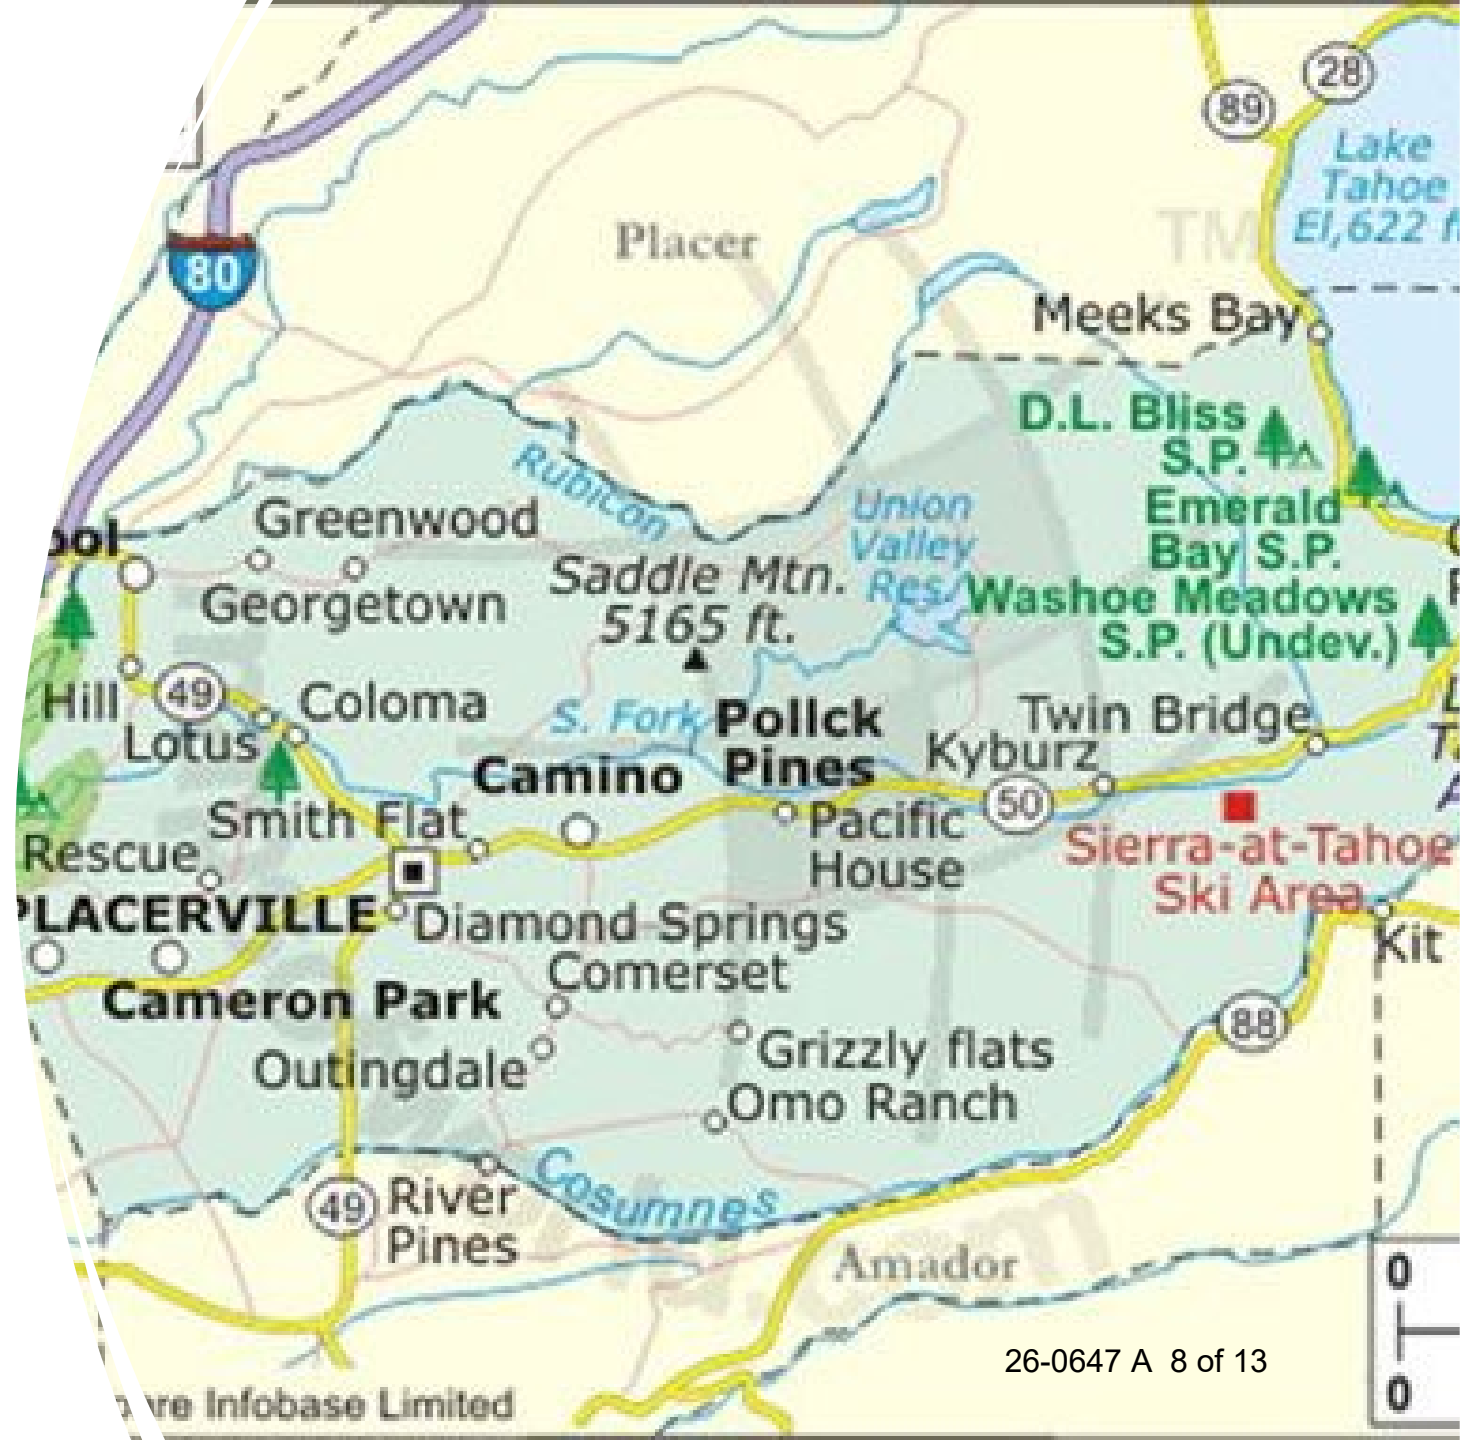 28
89
Lake
Tahoe
El,622 f
Placer
TM
80
Meeks Bay
D.L. Bliss
S.P.
Emerald
Bay S.P.
Washoe Meadows
S.P. (Undev.)
Rubicon
Union
Valley
Res.
Greenwood
Georgetown
Saddle Mtn.
5165 ft.
Hill
49
Coloma
Lotus
S. Fork
Pollck
Pines
Twin Bridge
Kyburz
Camino
50
Smith Flat
Pacific
House
Rescue
Sierra-at-Tahoe
Ski Area
PLACERVILLE
Diamond Springs
Kit
Comerset
Cameron Park
88
Grizzly flats
Outingdale
Omo Ranch
Cosumnes
49
River
Pines
Amador
0
0
26-0647 A 8 of 13
Infobase Limited